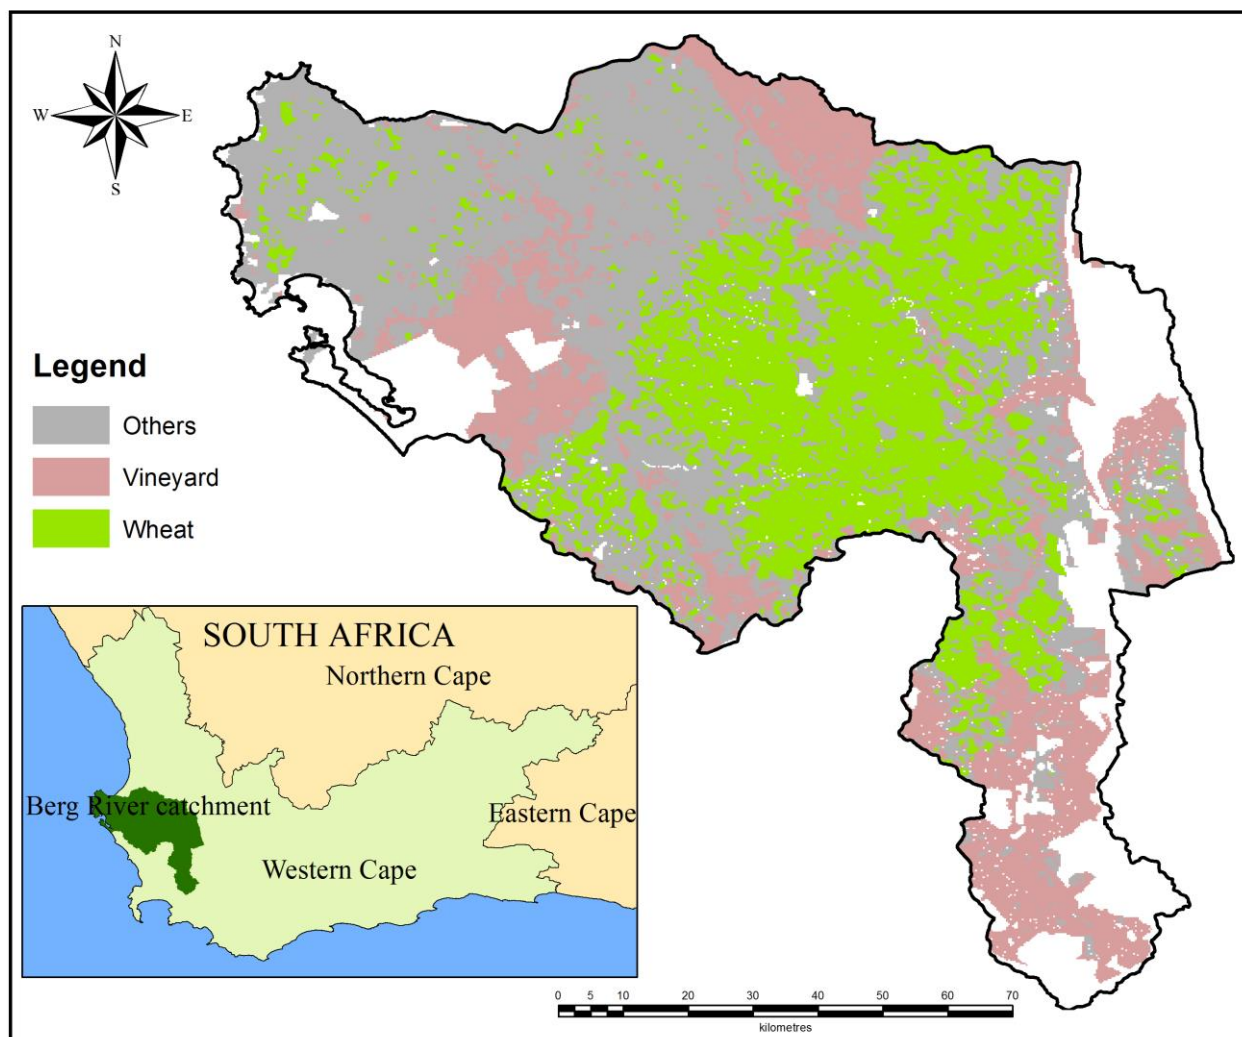 N
W
E
S
Legend
Others
Vineyard
Wheat
SOUTH AFRICA
Northern Cape
Berg River catchment
Eastern Cape
Western Cape
0 5 10 20 30 40 50 60 70
kilometres